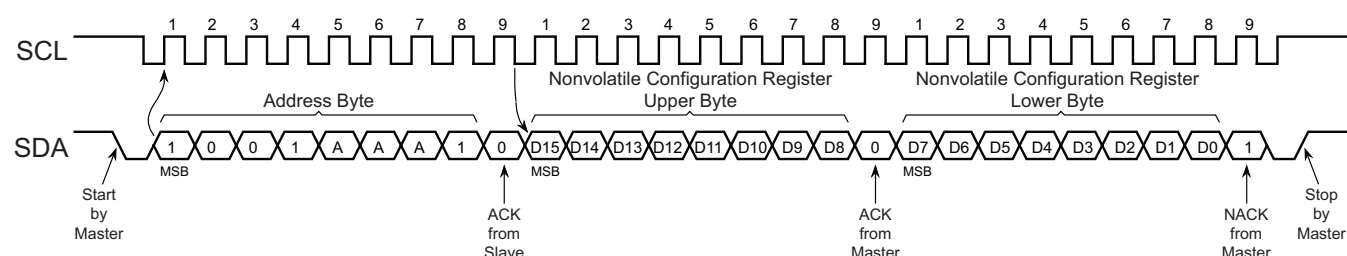 1 2 3 4 5 6 7 8 9 1 2 3 4 5 6 7 8 9 1 2 3 4 5 6 7 8 9
SCL
Nonvolatile Configuration Register
Upper Byte
Nonvolatile Configuration Register
Lower Byte
Address Byte
SDA
1 0 0 1 A A A 1 0 D15 D14 D13 D12 D11 D10 D9 D8 0 D7 D6 D5 D4 D3 D2 D1 D0 1
MSB MSB MSB
Start
by
Master
ACK
from
Slave
ACK
from
Master
NACK
from
Master
Stop
by
Master